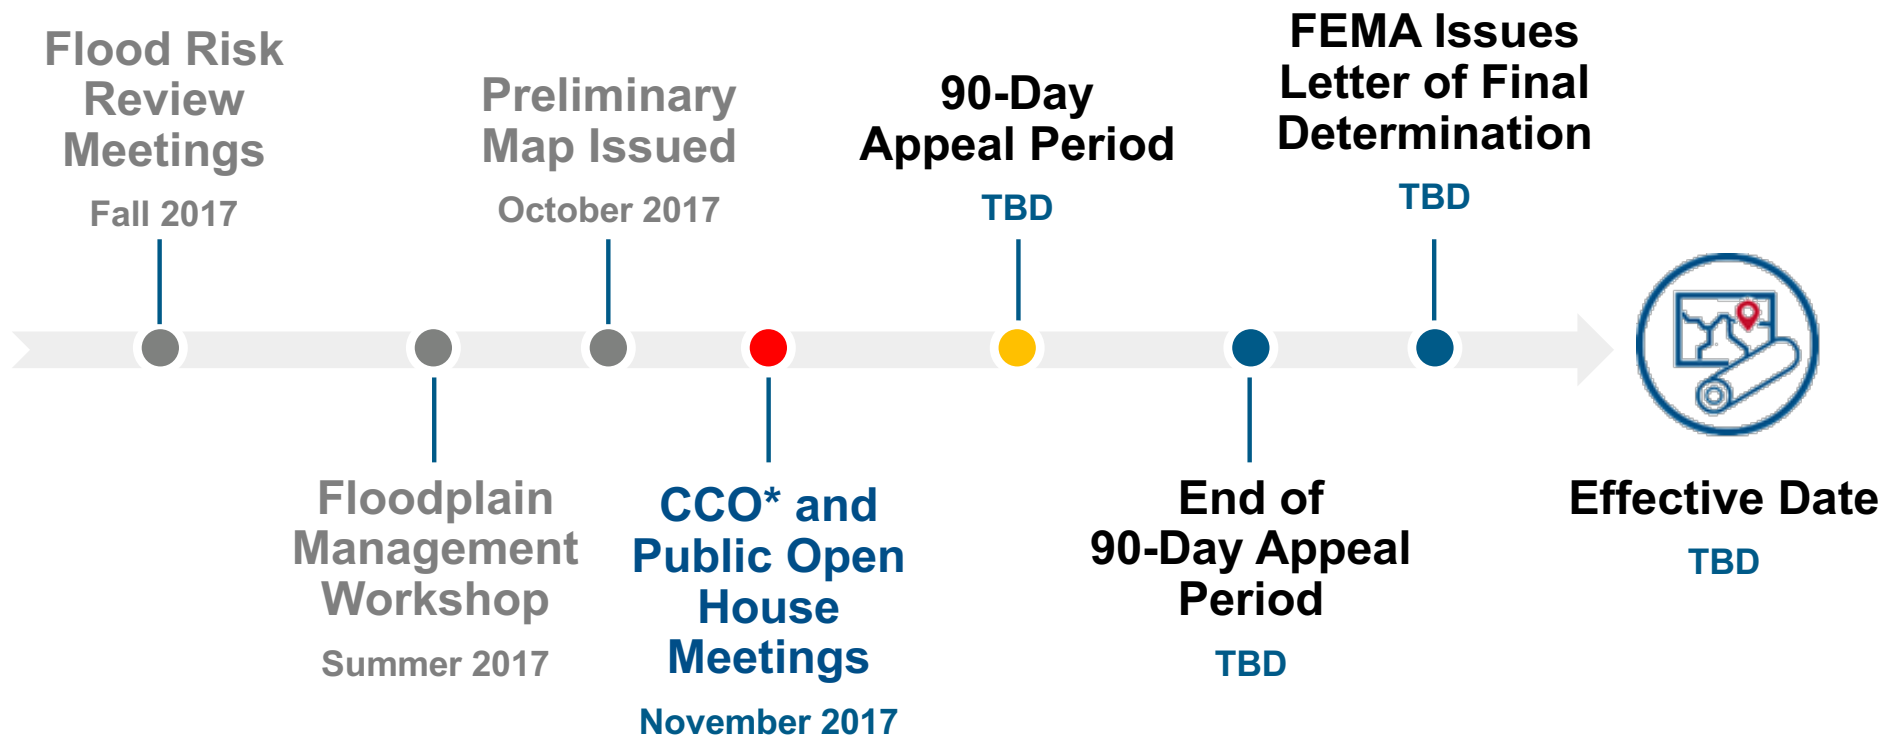 Flood Risk
Review
Meetings
Fall 2017
Floodplain
Management
Workshop
Summer 2017
Preliminary
Map Issued
October 2017
CCO* and
Public Open
House
Meetings
November 2017
90-Day
Appeal Period
TBD
End of
90-Day Appeal
Period
TBD
FEMA Issues
Letter of Final
Determination
TBD
Effective Date
TBD